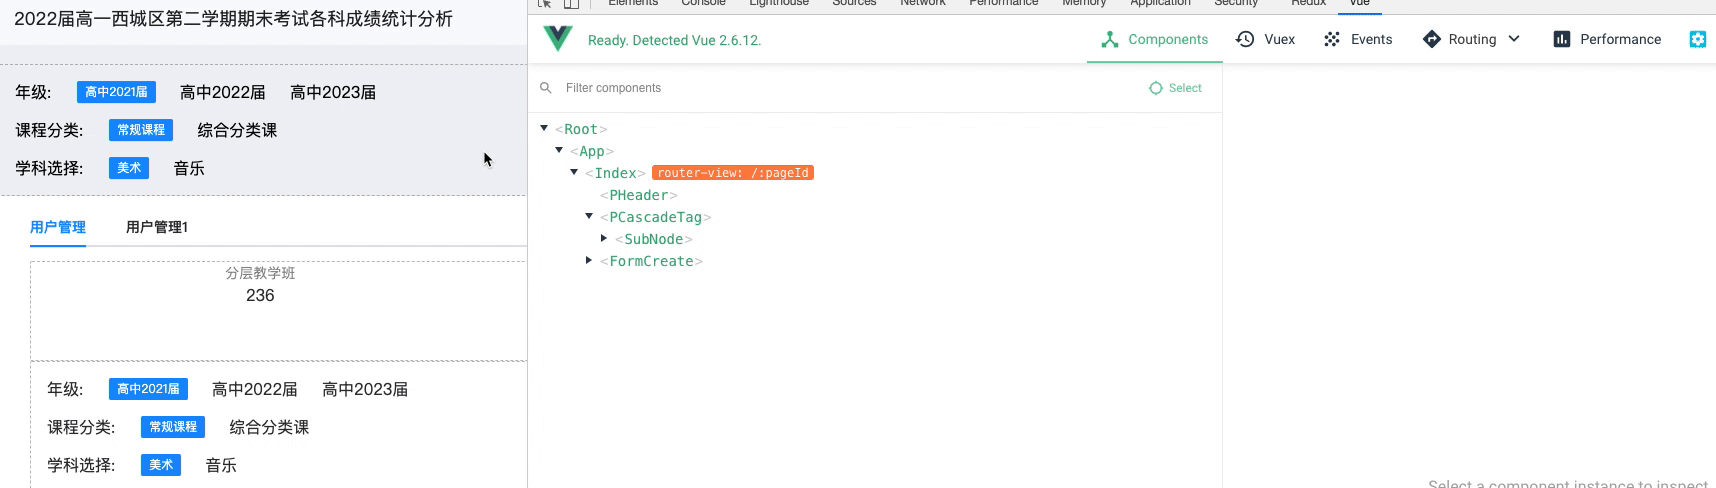 2022届高一西城区第二学期期末考试各科成绩统计分析
年级: 高中2021届 高中2022届 高中2023届
课程分类: 常规课程 综合分类课
学科选择: 美术 音乐
用户管理 用户管理1
分层教学班
236
年级: 高中2021届 高中2022届 高中2023届
课程分类: 常规课程 综合分类课
学科选择: 美术 音乐
Elements Console Lighthouse Sources Network Performance Memory Application Security Redux Vue
Ready. Detected Vue 2.6.12.
Components Vuex Events Routing Performance
Filter components
Select
<Root>
<App>
<Index> router-view: /:pageId
<PHeader>
<PCascadeTag>
<SubNode>
<FormCreate>
Select a component instance to inspect